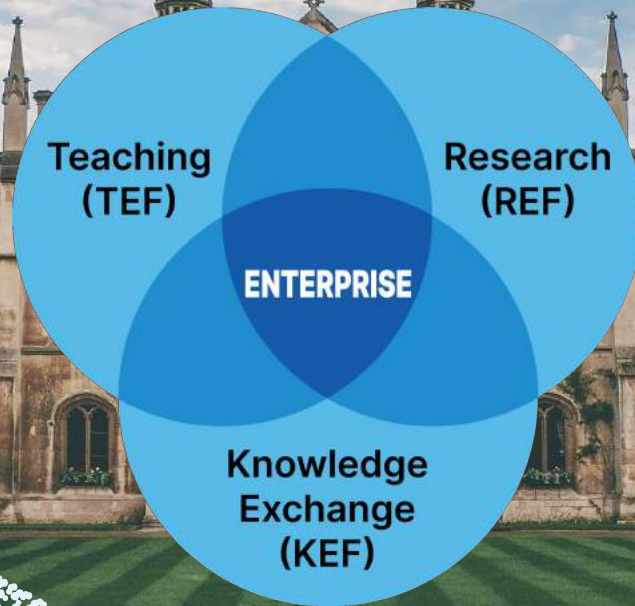 Teaching
(TEF)
Research
(REF)
ENTERPRISE
Knowledge
Exchange
(KEF)